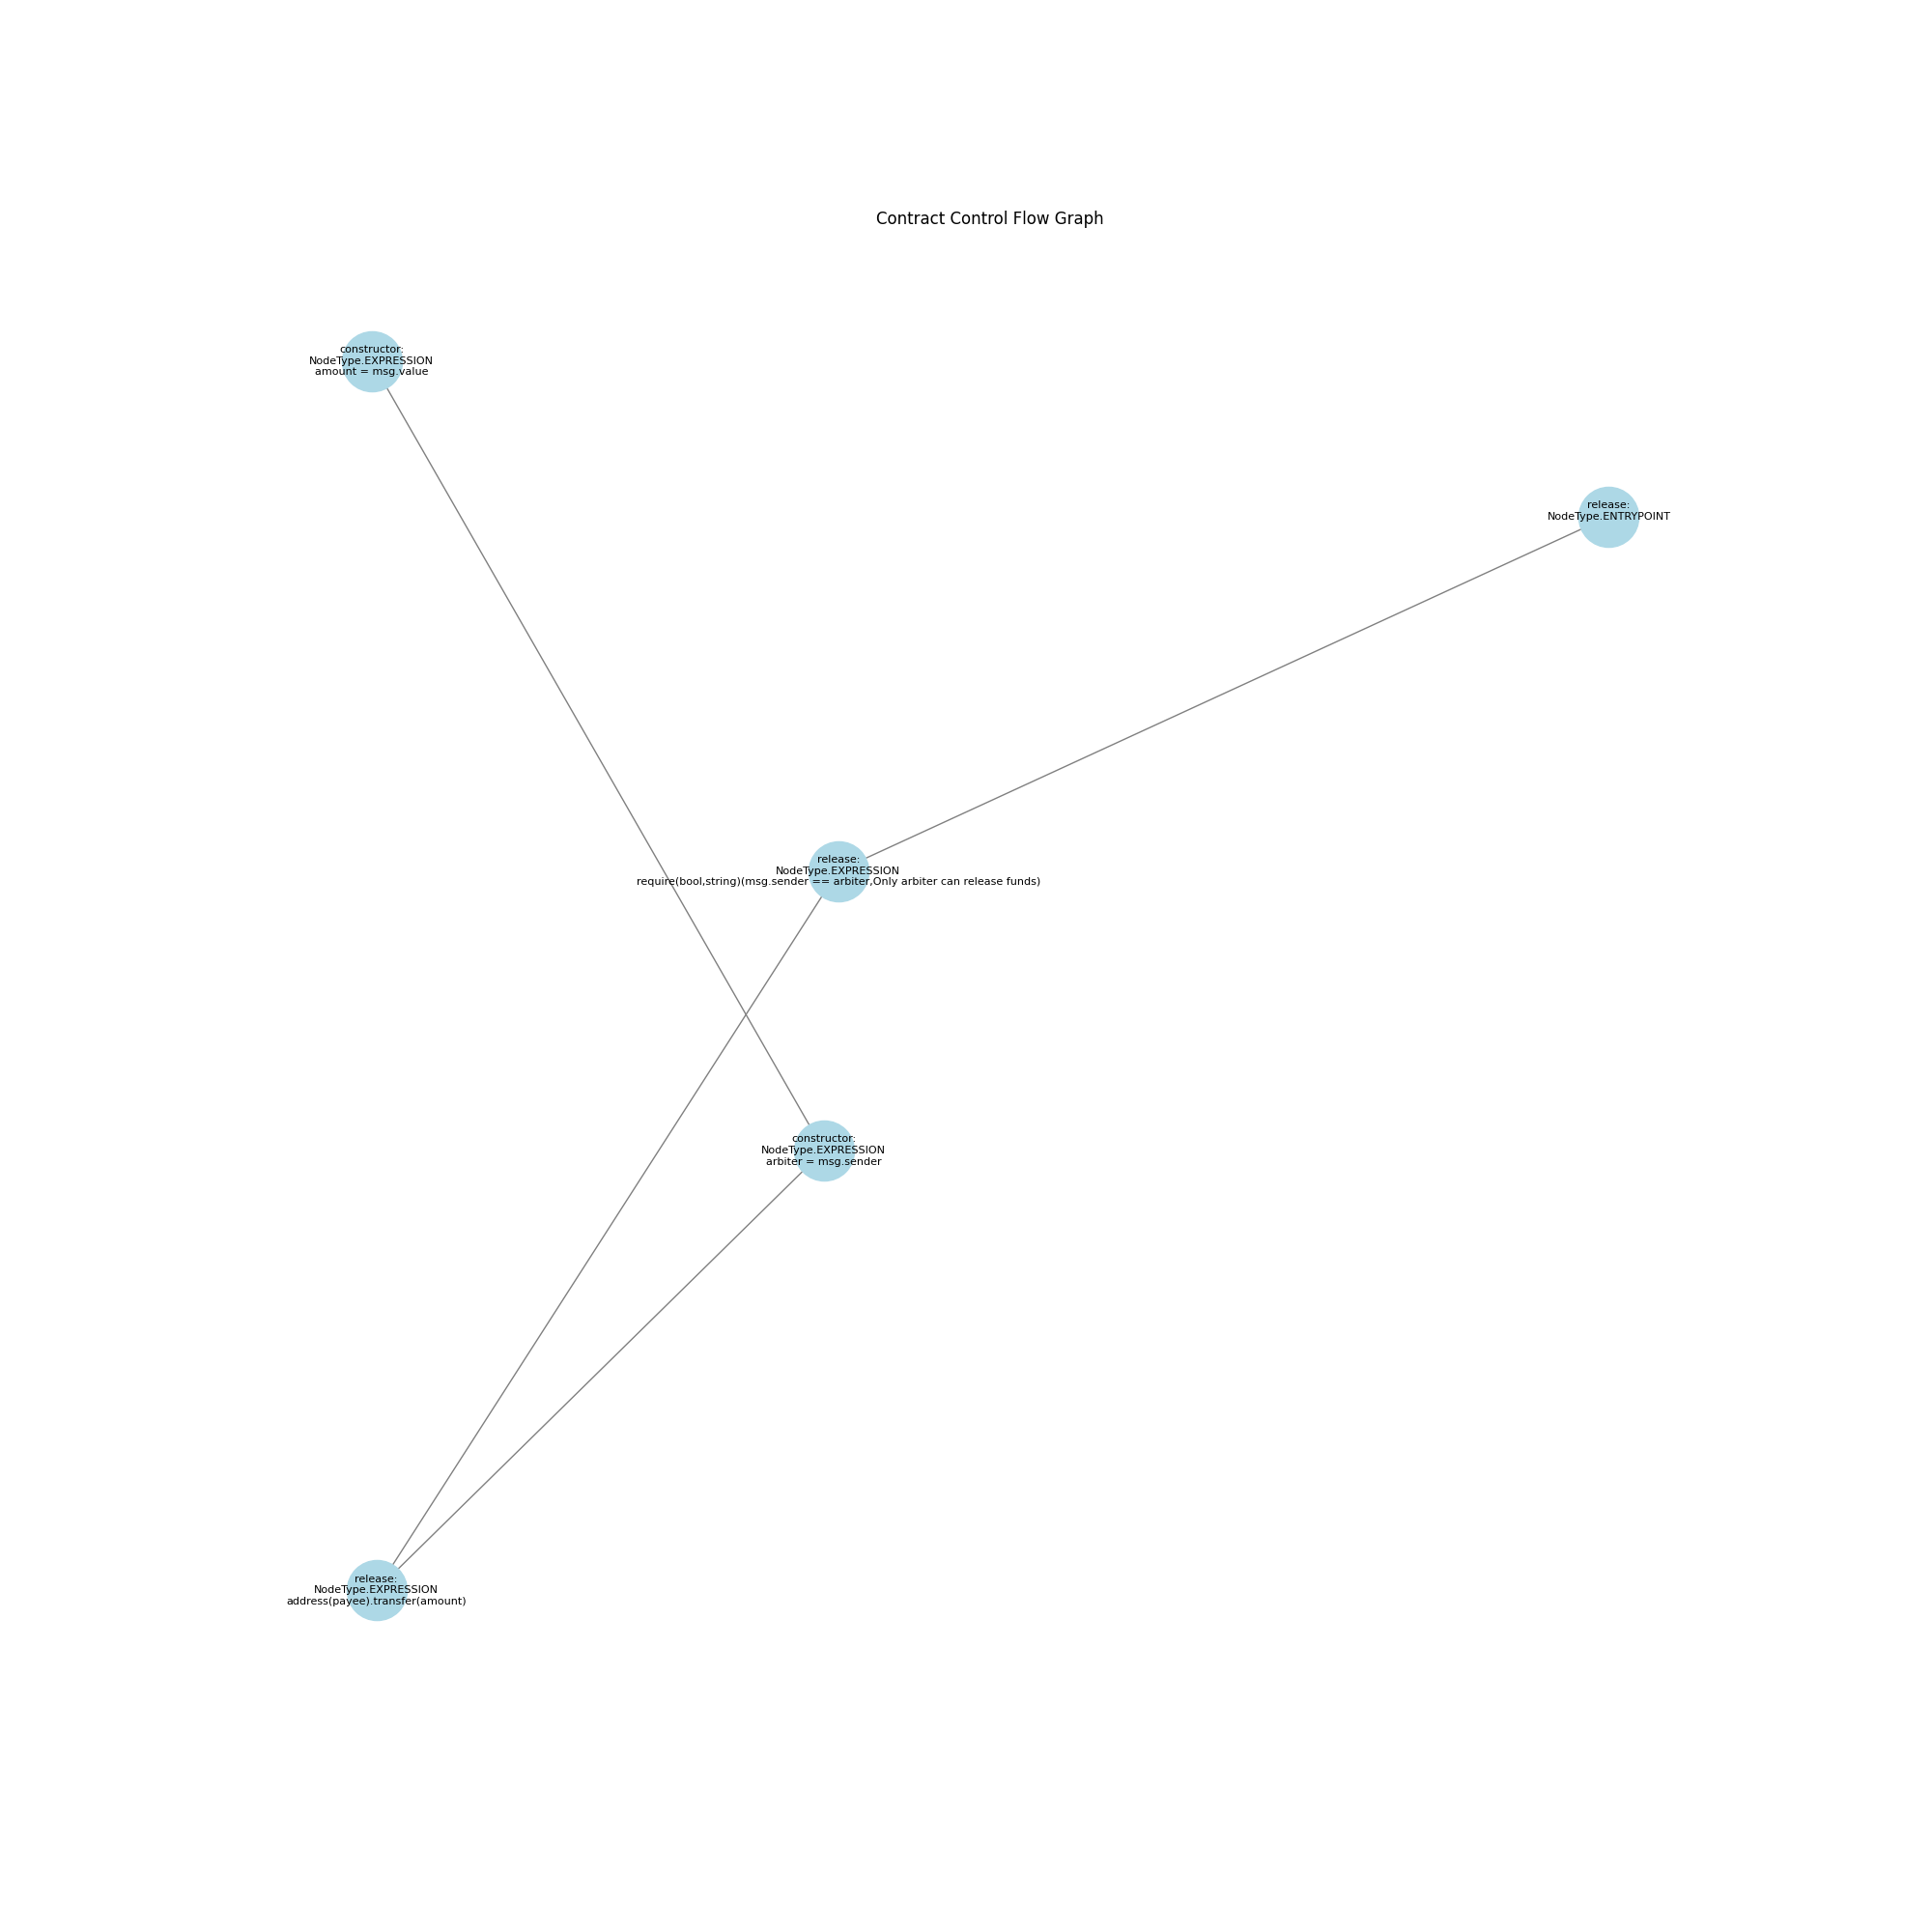 Contract Control Flow Graph
constructor:
NodeType.EXPRESSION
amount = msg.value
release:
NodeType.ENTRYPOINT
release:
NodeType.EXPRESSION
require(bool,string)(msg.sender == arbiter,Only arbiter can release funds)
constructor:
NodeType.EXPRESSION
arbiter = msg.sender
release:
NodeType.EXPRESSION
address(payee).transfer(amount)